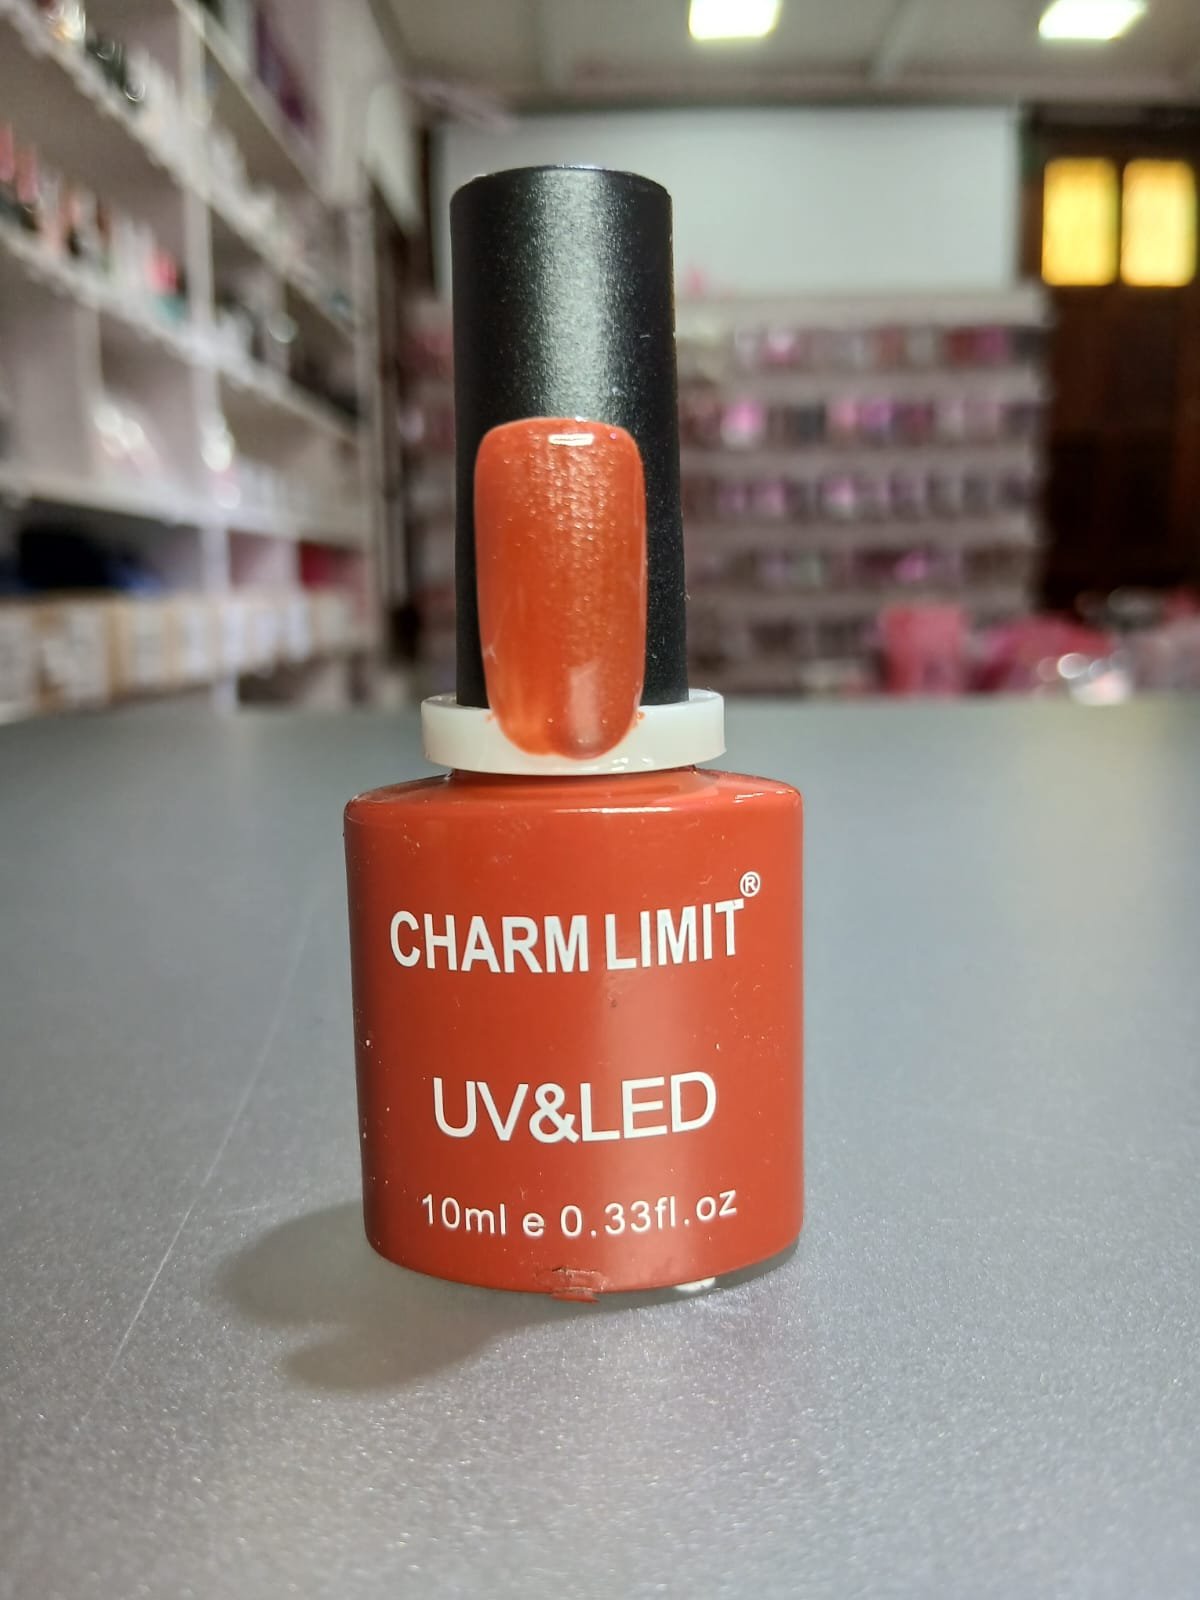 CHARM LIMIT®
UV&LED
10ml e 0.33fl.oz